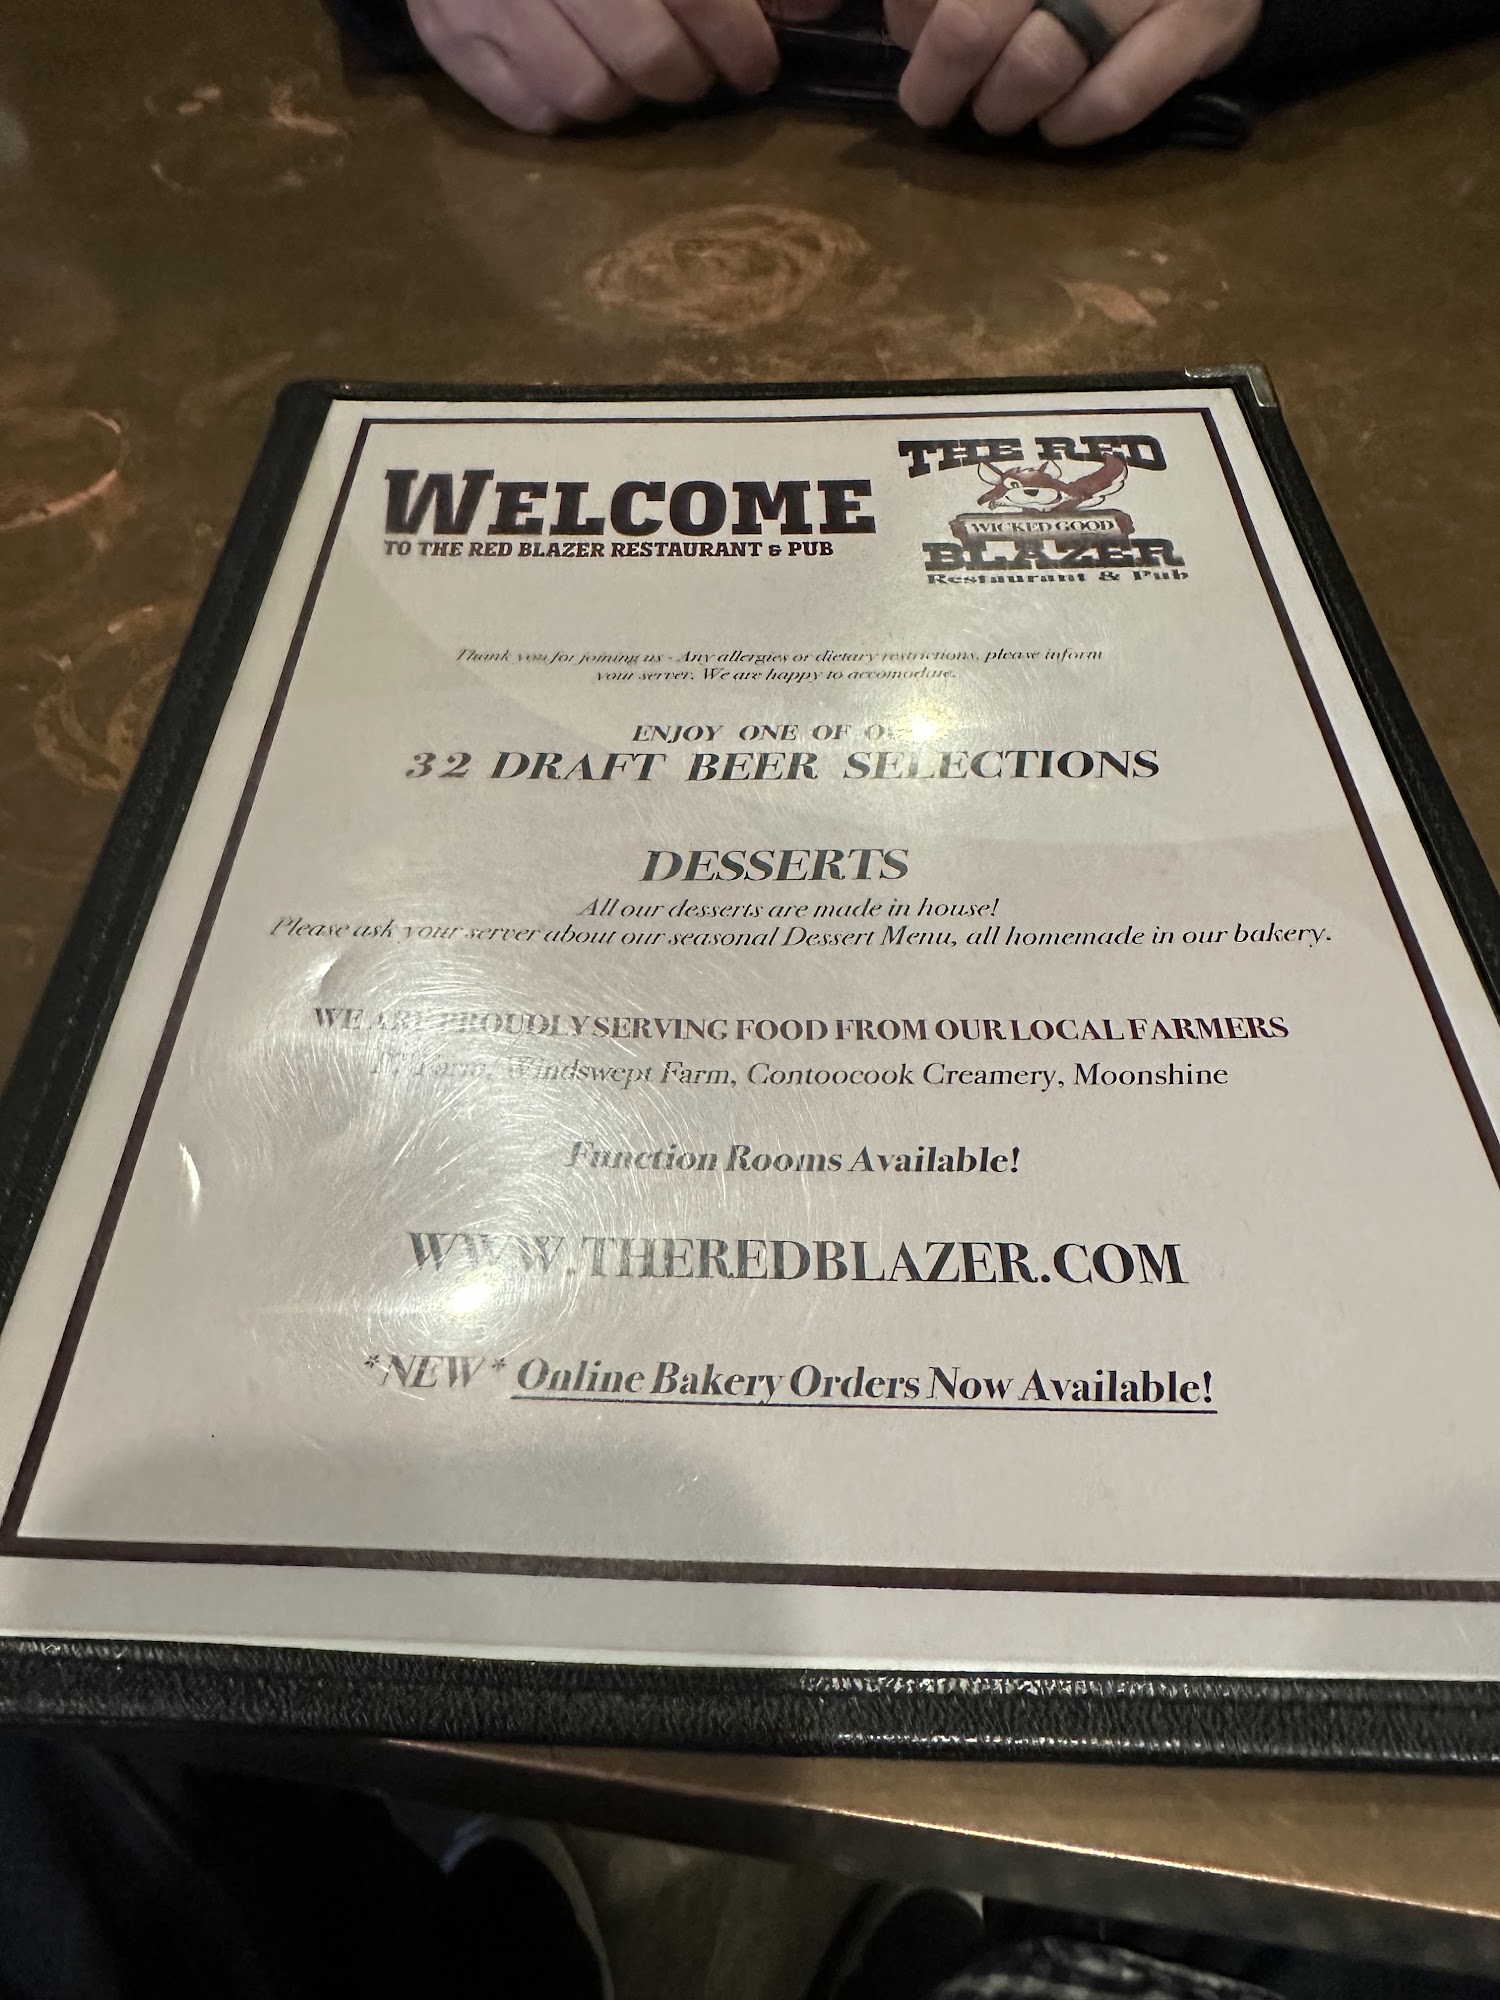 WELCOME
TO THE RED BLAZER RESTAURANT & PUB
THE RED
WICKED GOOD
BLAZER
Restaurant & Pub
Thank you for joining us - Any allergies or dietary restrictions, please inform
your server. We are happy to accomodate.
ENJOY ONE OF
32 DRAFT BEER SELECTIONS
DESSERTS
All our desserts are made in house!
Please ask your server about our seasonal Dessert Menu, all homemade in our bakery.
WE ARE PROUDLY SERVING FOOD FROM OUR LOCAL FARMERS
Farm, Windswept Farm, Contoocook Creamery, Moonshine
Function Rooms Available!
WWW.THEREDBLAZER.COM
*NEW* Online Bakery Orders Now Available!